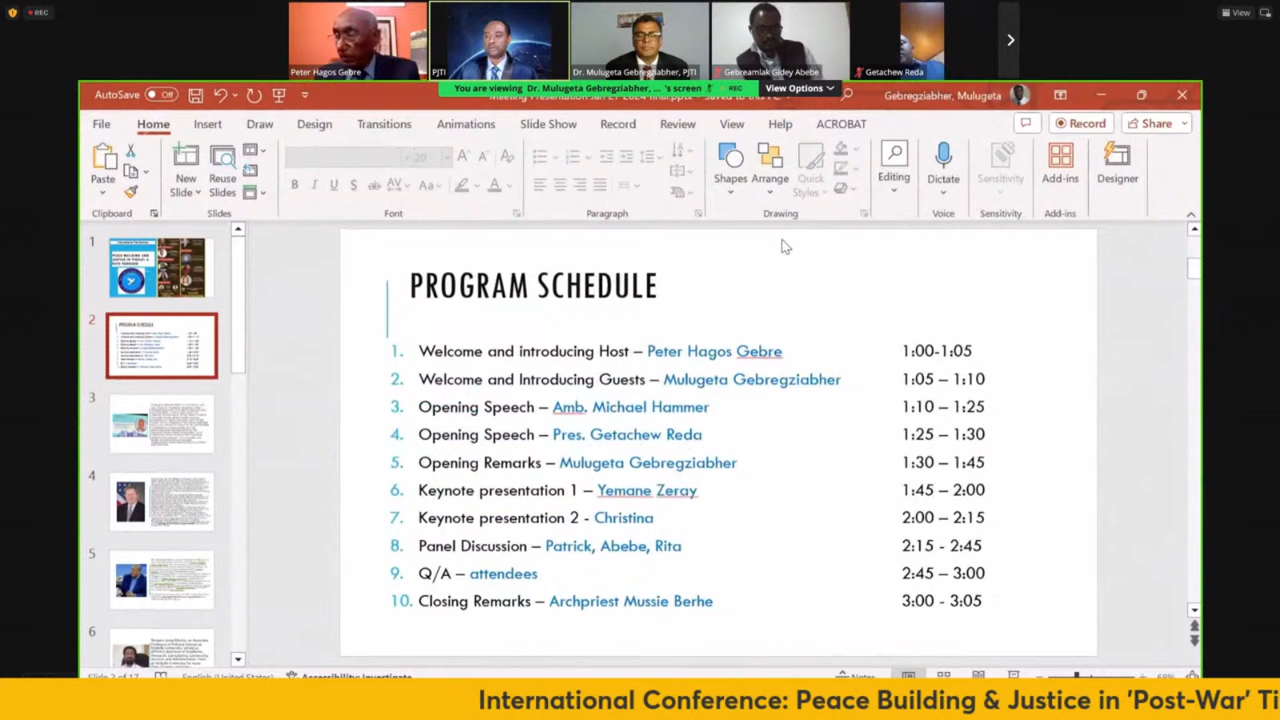 REC
View
Peter Hagos Gebre
PJTI
Dr. Mulugeta Gebregziabher, PJTI
Gebreamlak Gidey Abebe
Getachew Reda
You are viewing Dr. Mulugeta Gebregziabher, ... 's screen
REC
View Options
AutoSave Off
Gebregziabher, Mulugeta
File Home Insert Draw Design Transitions Animations Slide Show Record Review View Help ACROBAT
Record
Share
Paste
New Slide
Reuse Slides
20
Shapes
Arrange
Quick Styles
Editing
Dictate
Sensitivity
Add-ins
Designer
Clipboard
Slides
Font
Paragraph
Drawing
Voice
Sensitivity
Add-ins
1
2
3
4
5
6
PROGRAM SCHEDULE
1. Welcome and introducing Host – Peter Hagos Gebre 1:00-1:05
2. Welcome and Introducing Guests – Mulugeta Gebregziabher 1:05 – 1:10
3. Opening Speech – Amb. Michael Hammer 1:10 – 1:25
4. Opening Speech – Pres. Getachew Reda 1:25 – 1:30
5. Opening Remarks – Mulugeta Gebregziabher 1:30 – 1:45
6. Keynote presentation 1 – Yemane Zeray 1:45 – 2:00
7. Keynote presentation 2 - Christina 2:00 – 2:15
8. Panel Discussion – Patrick, Abebe, Rita 2:15 - 2:45
9. Q/A – attendees 2:45 – 3:00
10. Closing Remarks – Archpriest Mussie Berhe 3:00 - 3:05
International Conference: Peace Building & Justice in 'Post-War' Ti